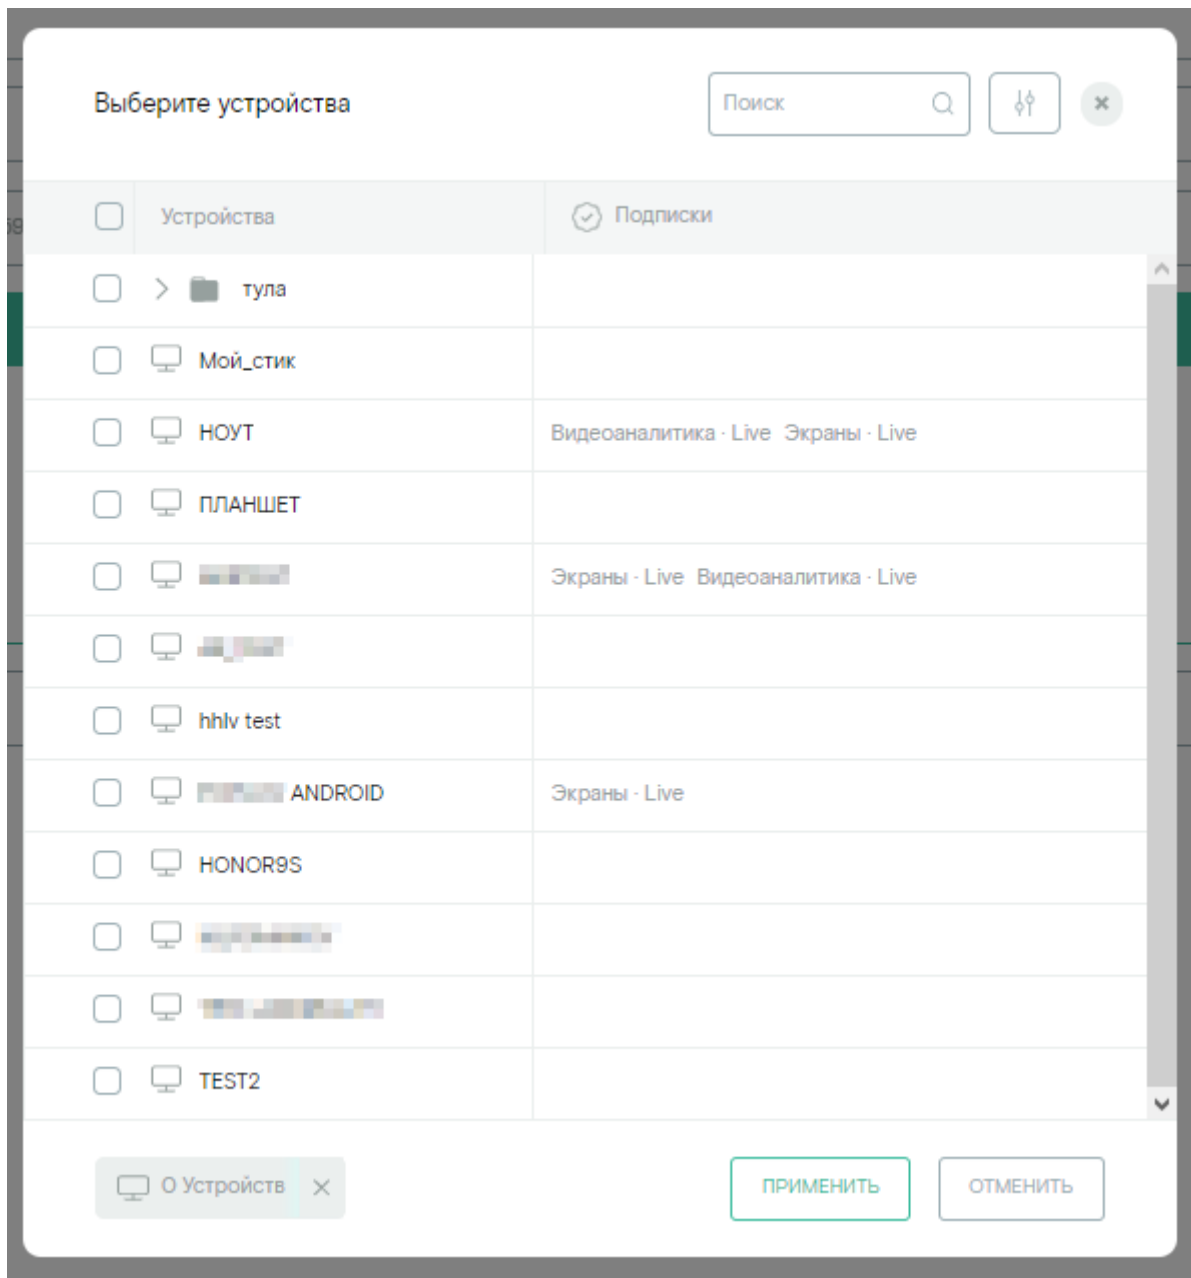 Выберите устройства
Поиск
Устройства
Подписки
тула
Мой_стик
НОУТ
Видеоаналитика · Live Экраны · Live
ПЛАНШЕТ
Экраны · Live Видеоаналитика · Live
hhlv test
ANDROID
Экраны · Live
HONOR9S
TEST2
0 Устройств
ПРИМЕНИТЬ
ОТМЕНИТЬ